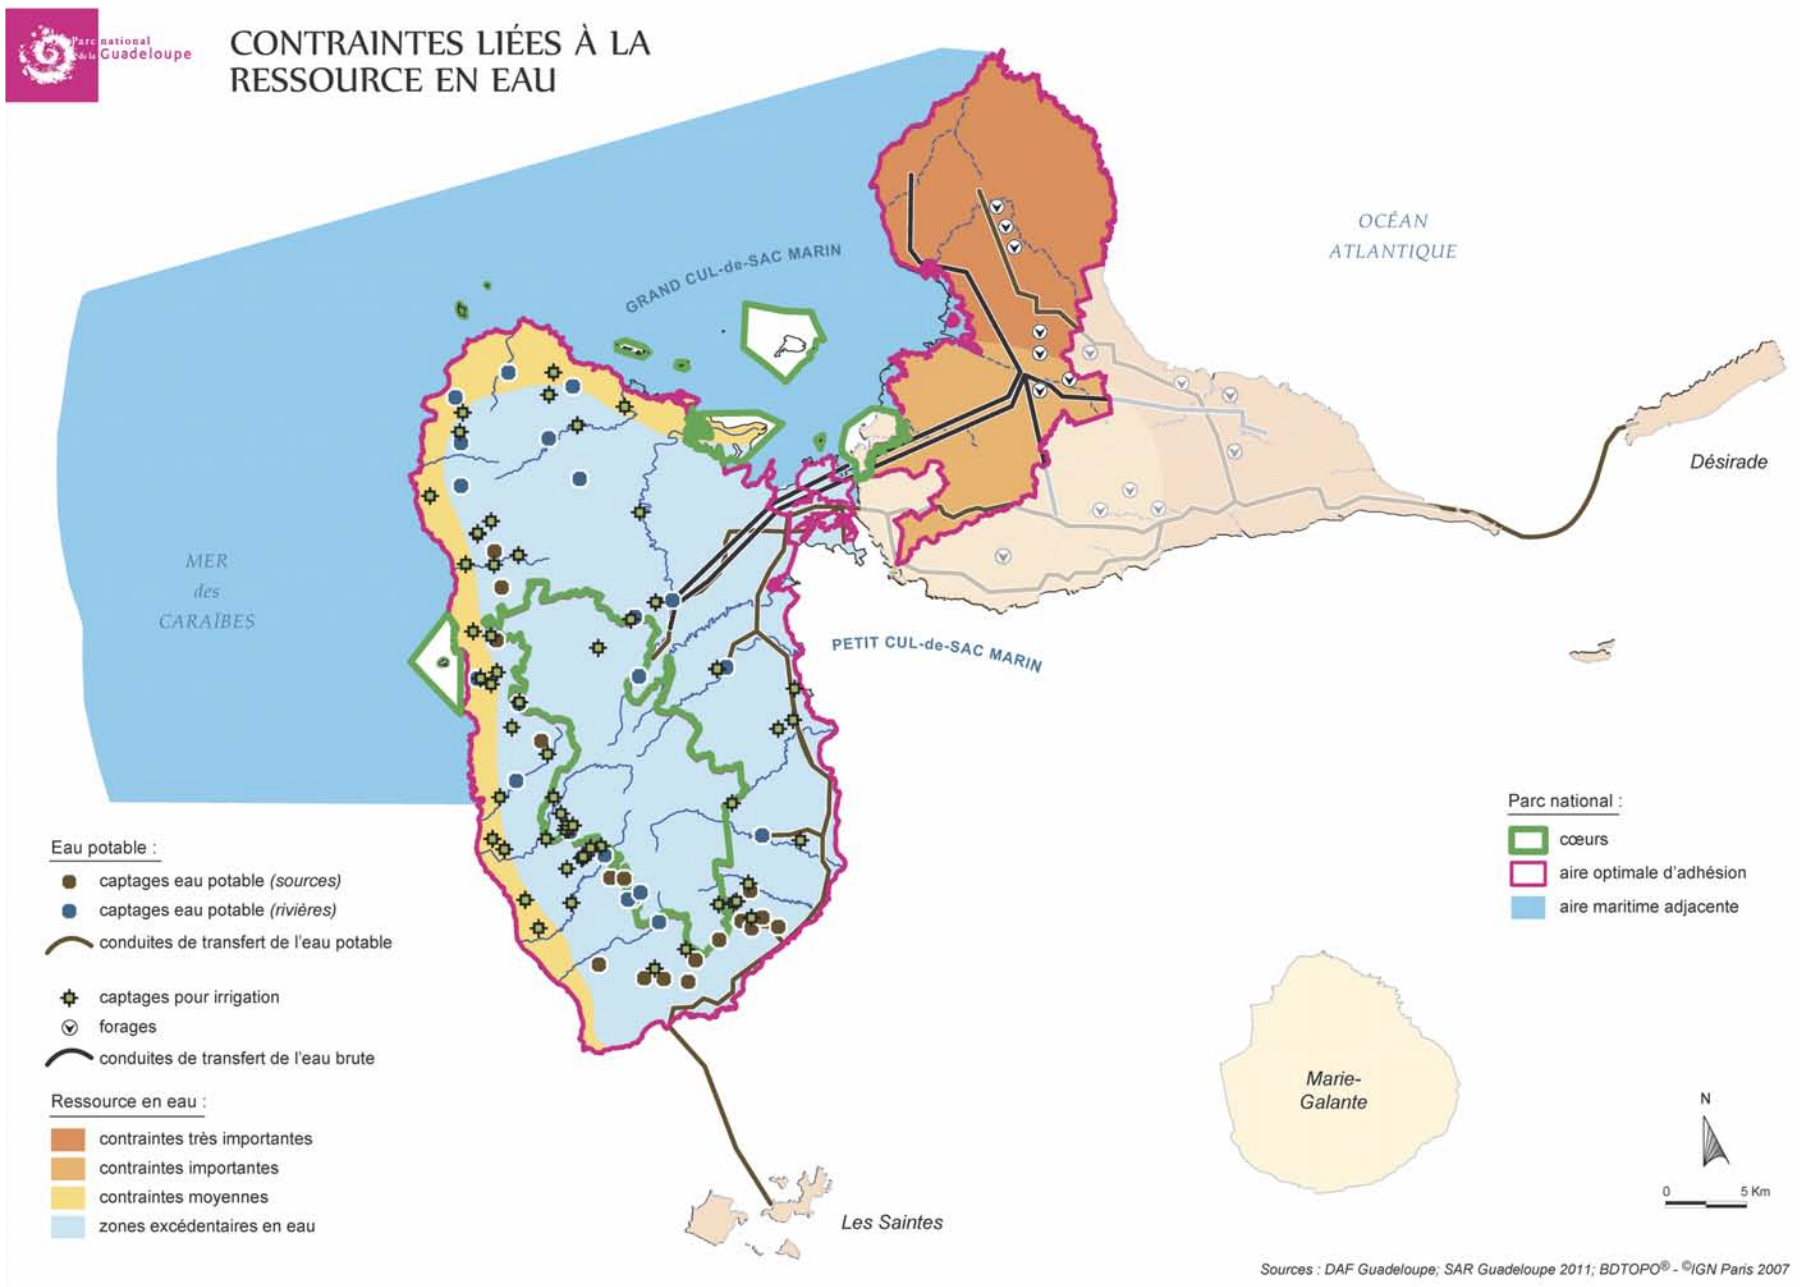 Parc national
de la Guadeloupe
CONTRAINTES LIÉES À LA
RESSOURCE EN EAU
OCÉAN
ATLANTIQUE
GRAND CUL-de-SAC MARIN
Désirade
MER
des
CARAÏBES
PETIT CUL-de-SAC MARIN
Parc national :
cœurs
aire optimale d'adhésion
aire maritime adjacente
Eau potable :
captages eau potable (sources)
captages eau potable (rivières)
conduites de transfert de l'eau potable
captages pour irrigation
forages
conduites de transfert de l'eau brute
Ressource en eau :
contraintes très importantes
contraintes importantes
contraintes moyennes
zones excédentaires en eau
Marie-
Galante
Les Saintes
N
0 5 Km
Sources : DAF Guadeloupe; SAR Guadeloupe 2011; BDTOPO® - ©IGN Paris 2007